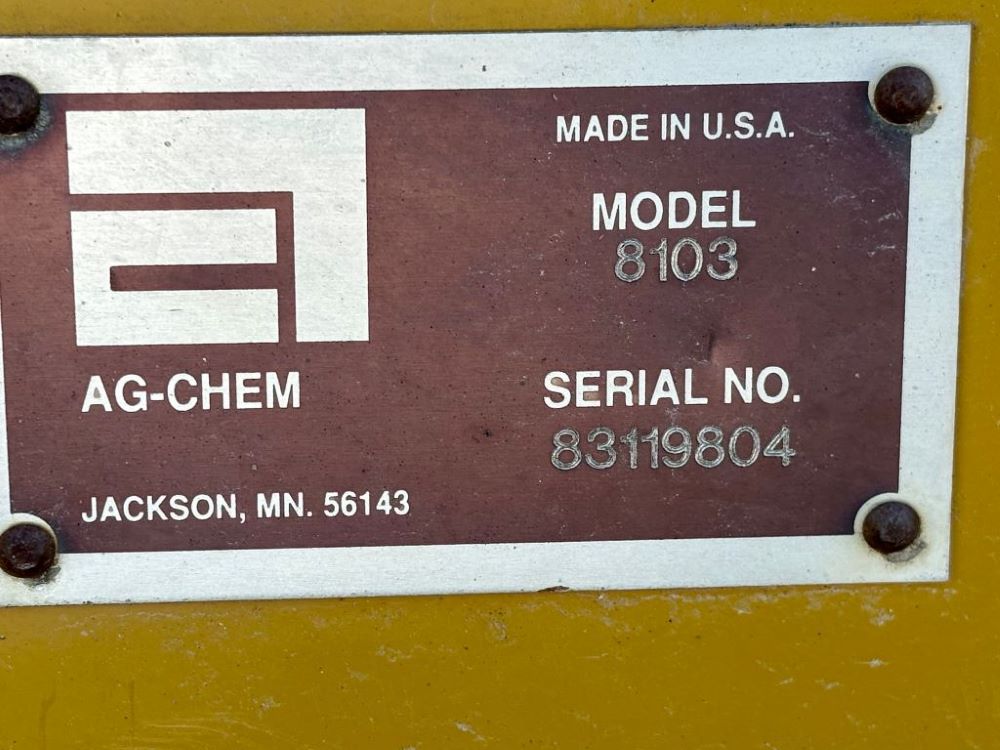 MADE IN U.S.A.
MODEL
8103
AG-CHEM
SERIAL NO.
83119804
JACKSON, MN. 56143